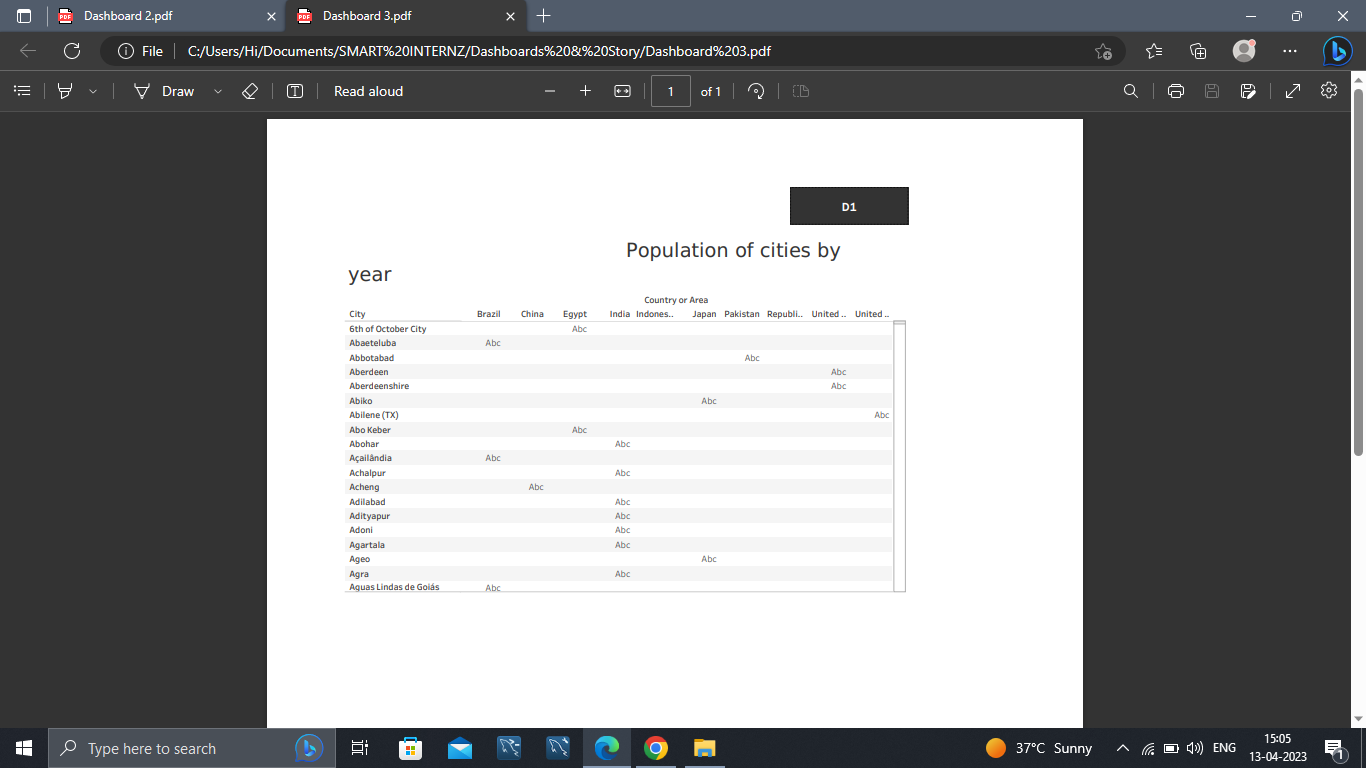 Dashboard 2.pdf
Dashboard 3.pdf
File
C:/Users/Hi/Documents/SMART%20INTERNZ/Dashboards%20&%20Story/Dashboard%203.pdf
Draw
Read aloud
1 of 1
D1
Population of cities by
year
Country or Area
City Brazil China Egypt India Indones.. Japan Pakistan Republi.. United .. United ..
6th of October City Abc
Abaeteluba Abc
Abbotabad Abc
Aberdeen Abc
Aberdeenshire Abc
Abiko Abc
Abilene (TX) Abc
Abo Keber Abc
Abohar Abc
Açailândia Abc
Achalpur Abc
Acheng Abc
Adilabad Abc
Adityapur Abc
Adoni Abc
Agartala Abc
Ageo Abc
Agra Abc
Aguas Lindas de Goiás Abc
Type here to search
37°C Sunny
ENG
15:05
13-04-2023
1